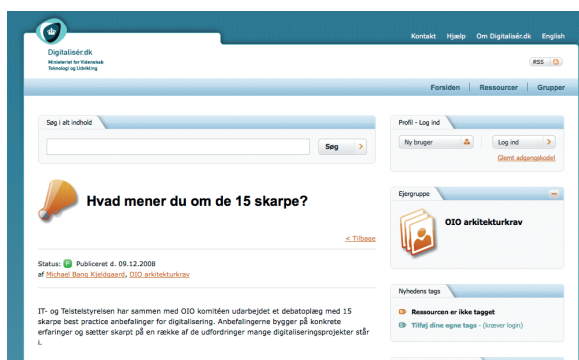 Kontakt Hjælp Om Digitalisér.dk English
Digitalisér.dk
Ministeriet for Videnskab
Teknologi og Udvikling
RSS
Forsiden Ressourcer Grupper
Søg i alt indhold
Søg
Profil - Log ind
Ny bruger
Log ind
Glemt adgangskode?
Hvad mener du om de 15 skarpe?
< Tilbage
Ejergruppe
OIO arkitekturkrav
Status: P Publiceret d. 09.12.2008
af Michael Bang Kjeldgaard, OIO arkitekturkrav
Nyhedens tags
Ressourcen er ikke tagget
Tilføj dine egne tags - (kræver login)
IT- og Telstelstyrelsen har sammen med OIO komitéen udarbejdet et debatoplæg med 15
skarpe best practice anbefalinger for digitalisering. Anbefalingerne bygger på konkrete
erfaringer og sætter skarpt på en række af de udfordringer mange digitaliseringsprojekter står
i.